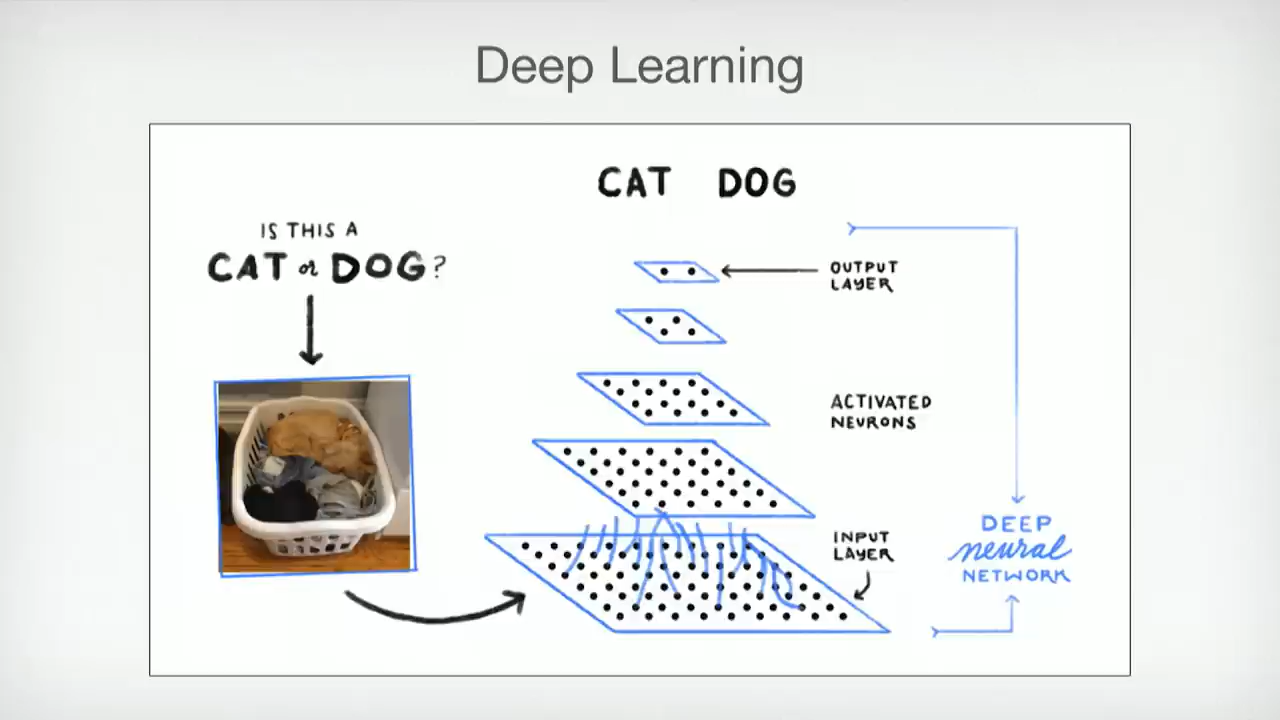 Deep Learning
CAT DOG
IS THIS A
CAT or DOG?
OUTPUT
LAYER
ACTIVATED
NEURONS
INPUT
LAYER
DEEP
neural
NETWORK